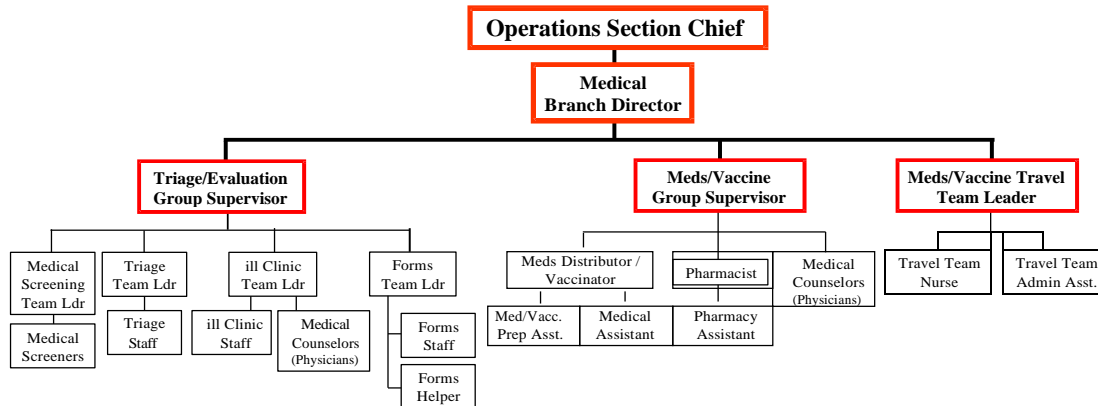 Operations Section Chief
Medical
Branch Director
Triage/Evaluation
Group Supervisor
Meds/Vaccine
Group Supervisor
Meds/Vaccine Travel
Team Leader
Medical
Screening
Team Ldr
Triage
Team Ldr
ill Clinic
Team Ldr
Forms
Team Ldr
Meds Distributor /
Vaccinator
Pharmacist
Medical
Counselors
(Physicians)
Travel Team
Nurse
Travel Team
Admin Asst.
Medical
Screeners
Triage
Staff
ill Clinic
Staff
Medical
Counselors
(Physicians)
Forms
Staff
Forms
Helper
Med/Vacc.
Prep Asst.
Medical
Assistant
Pharmacy
Assistant